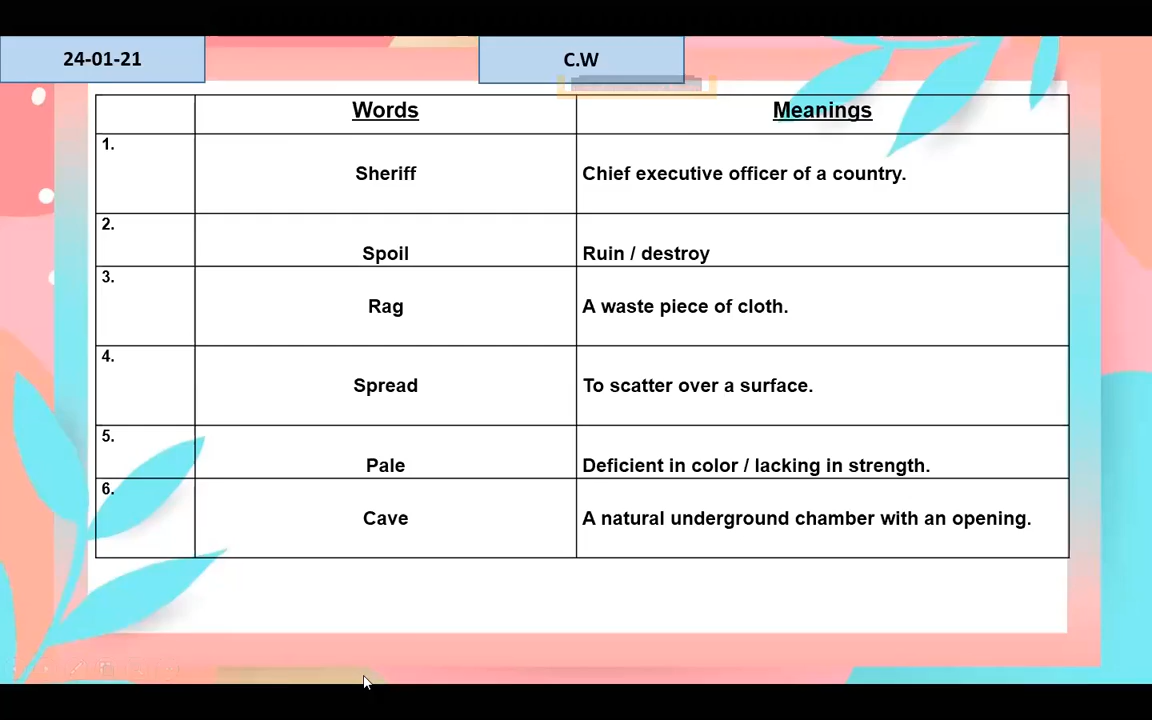 24-01-21
C.W
Words
Meanings
1.
Sheriff
Chief executive officer of a country.
2.
Spoil
Ruin / destroy
3.
Rag
A waste piece of cloth.
4.
Spread
To scatter over a surface.
5.
Pale
Deficient in color / lacking in strength.
6.
Cave
A natural underground chamber with an opening.